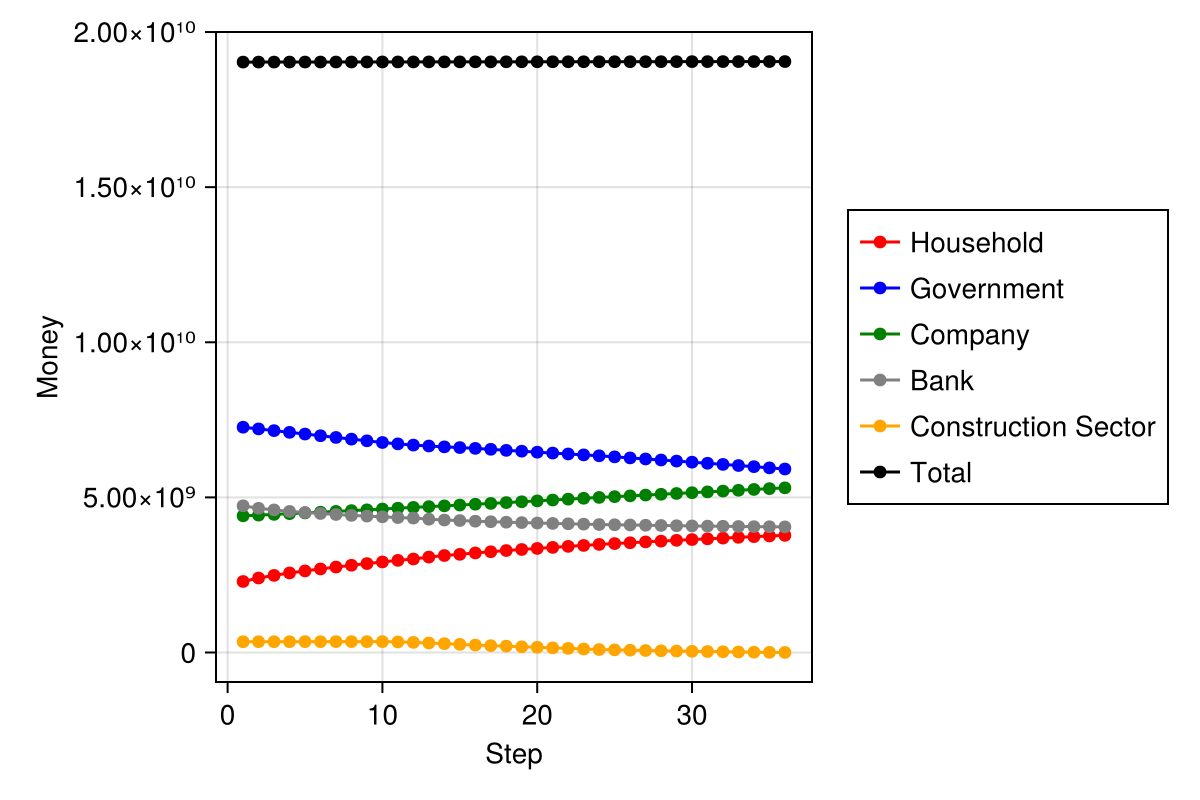 2.00×10¹⁰
1.50×10¹⁰
1.00×10¹⁰
5.00×10⁹
0
Money
0 10 20 30
Step
Household
Government
Company
Bank
Construction Sector
Total